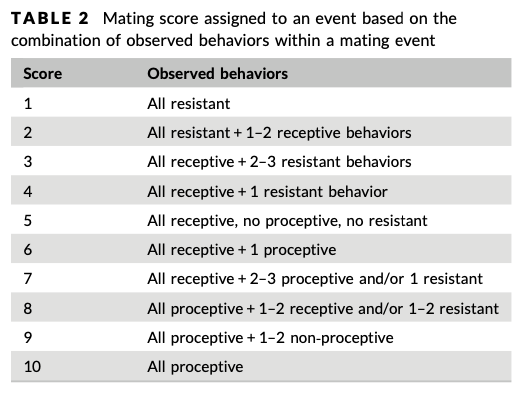 TABLE 2 Mating score assigned to an event based on the
combination of observed behaviors within a mating event
Score Observed behaviors
1 All resistant
2 All resistant + 1–2 receptive behaviors
3 All receptive + 2–3 resistant behaviors
4 All receptive + 1 resistant behavior
5 All receptive, no proceptive, no resistant
6 All receptive + 1 proceptive
7 All receptive + 2–3 proceptive and/or 1 resistant
8 All proceptive + 1–2 receptive and/or 1–2 resistant
9 All proceptive + 1–2 non-proceptive
10 All proceptive